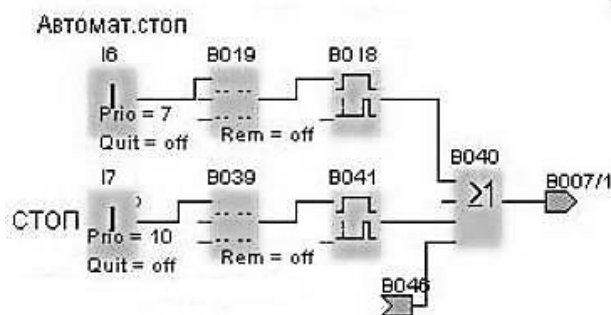 Автомат.стоп
I6 B019 B018
Prio = 7
Quit = off
Rem = off
B040
≥1
B007/1
I7 B039 B041
СТОП
Prio = 10
Quit = off
Rem = off
B046